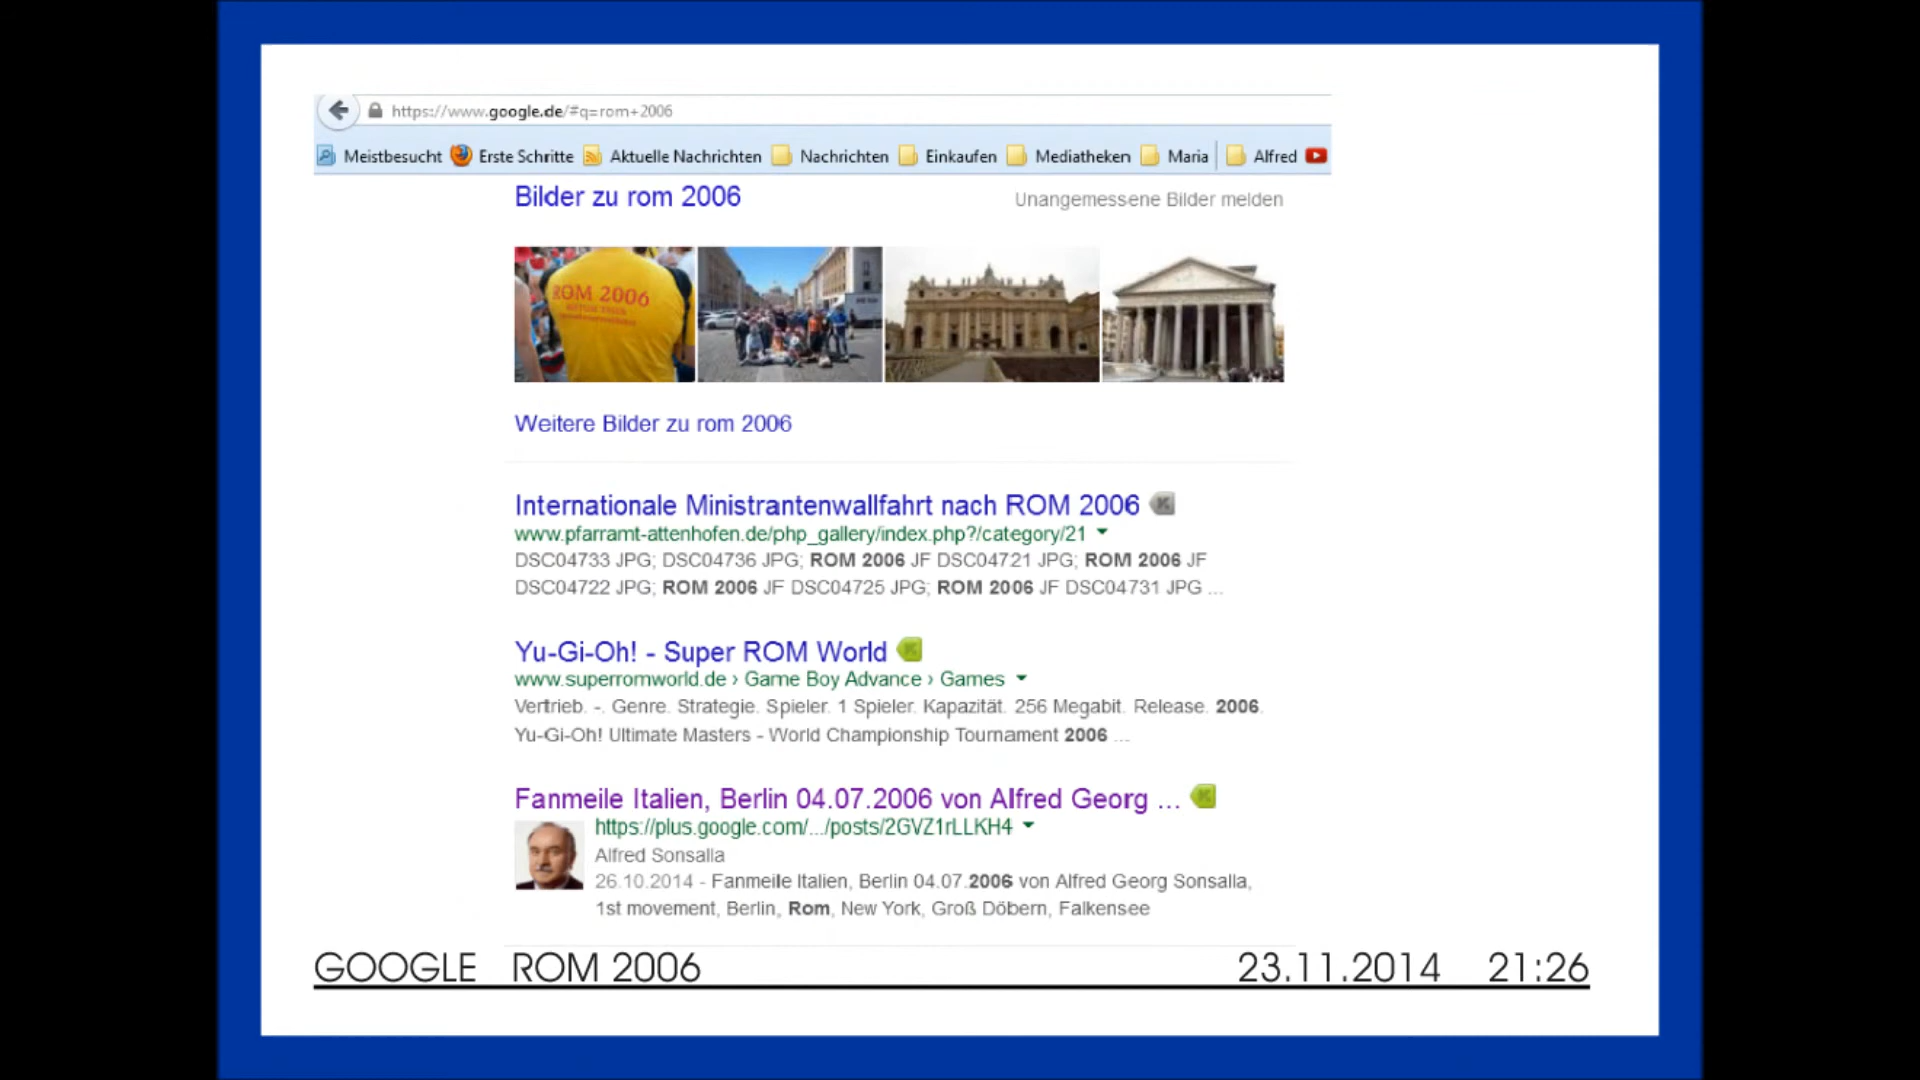 https://www.google.de/#q=rom+2006
Meistbesucht Erste Schritte Aktuelle Nachrichten Nachrichten Einkaufen Mediatheken Maria Alfred
Bilder zu rom 2006 Unangemessene Bilder melden
ROM 2006
Weitere Bilder zu rom 2006
Internationale Ministrantenwallfahrt nach ROM 2006
www.pfarramt-attenhofen.de/php_gallery/index.php?/category/21
DSC04733 JPG; DSC04736 JPG; ROM 2006 JF DSC04721 JPG; ROM 2006 JF
DSC04722 JPG; ROM 2006 JF DSC04725 JPG; ROM 2006 JF DSC04731 JPG ...
Yu-Gi-Oh! - Super ROM World
www.superromworld.de › Game Boy Advance › Games
Vertrieb. -. Genre. Strategie. Spieler. 1 Spieler. Kapazität. 256 Megabit. Release. 2006.
Yu-Gi-Oh! Ultimate Masters - World Championship Tournament 2006 ...
Fanmeile Italien, Berlin 04.07.2006 von Alfred Georg ...
https://plus.google.com/.../posts/2GVZ1rLLKH4
Alfred Sonsalla
26.10.2014 - Fanmeile Italien, Berlin 04.07.2006 von Alfred Georg Sonsalla,
1st movement, Berlin, Rom, New York, Groß Döbern, Falkensee
GOOGLE ROM 2006 23.11.2014 21:26